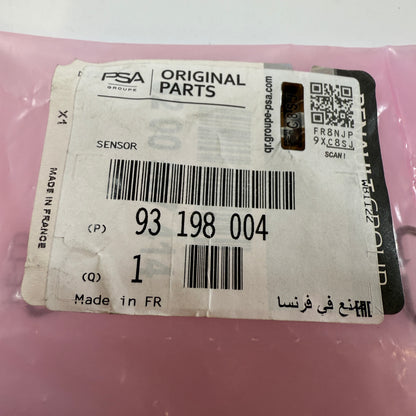 PSA
GROUPE
ORIGINAL
PARTS
qr.groupe-psa.com
FR8NJP
9XC8SJ
SCAN!
X1
SENSOR
MADE IN FRANCE
(P) 93 198 004
(Q) 1
Made in FR
صنع في فرنسا
EAC